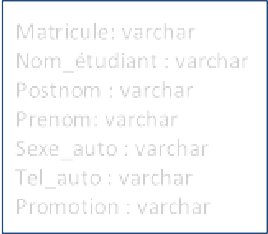 Matricule: varchar
Nom_étudiant : varchar
Postnom : varchar
Prenom: varchar
Sexe_auto : varchar
Tel_auto : varchar
Promotion : varchar